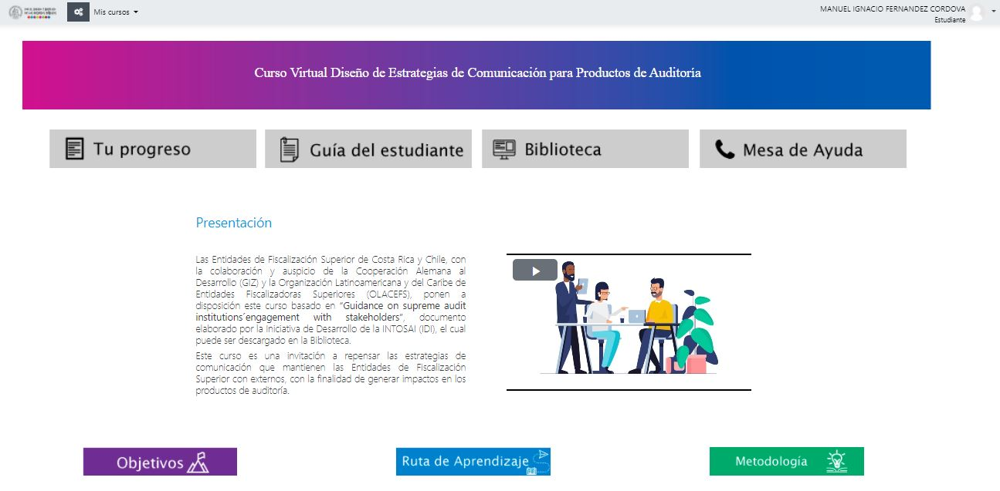 Mis cursos
MANUEL IGNACIO FERNANDEZ CORDOVA
Estudiante
Curso Virtual Diseño de Estrategias de Comunicación para Productos de Auditoría
Tu progreso
Guía del estudiante
Biblioteca
Mesa de Ayuda
Presentación
Las Entidades de Fiscalización Superior de Costa Rica y Chile, con
la colaboración y auspicio de la Cooperación Alemana al
Desarrollo (GIZ) y la Organización Latinoamericana y del Caribe de
Entidades Fiscalizadoras Superiores (OLACEFS), ponen a
disposición este curso basado en “Guidance on supreme audit
institutions´engagement with stakeholders”, documento
elaborado por la Iniciativa de Desarrollo de la INTOSAI (IDI), el cual
puede ser descargado en la Biblioteca.
Este curso es una invitación a repensar las estrategias de
comunicación que mantienen las Entidades de Fiscalización
Superior con externos, con la finalidad de generar impactos en los
productos de auditoría.
Objetivos
Ruta de Aprendizaje
Metodología